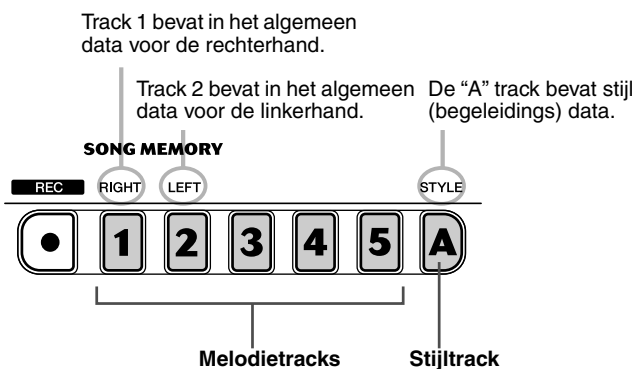 Track 1 bevat in het algemeen
data voor de rechterhand.
Track 2 bevat in het algemeen
data voor de linkerhand.
De “A” track bevat stijl
(begeleidings) data.
SONG MEMORY
REC RIGHT LEFT STYLE
1 2 3 4 5 A
Melodietracks Stijltrack